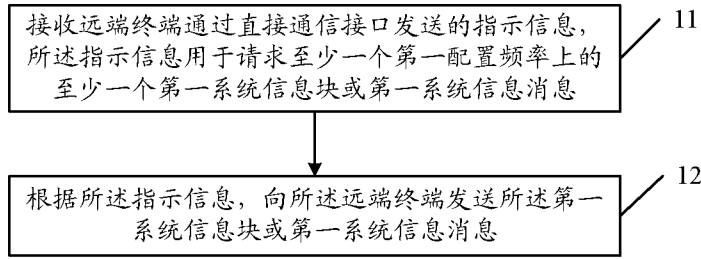 接收远端终端通过直接通信接口发送的指示信息，
所述指示信息用于请求至少一个第一配置频率上的
至少一个第一系统信息块或第一系统信息消息
11
根据所述指示信息，向所述远端终端发送所述第一
系统信息块或第一系统信息消息
12